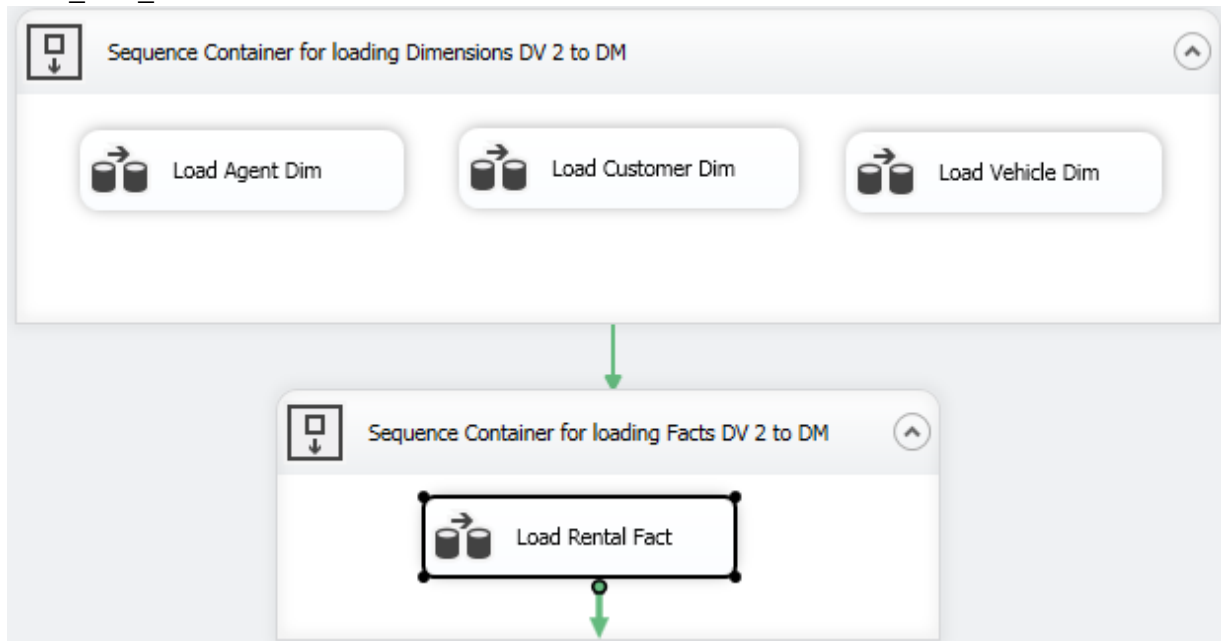 Sequence Container for loading Dimensions DV 2 to DM
Load Agent Dim
Load Customer Dim
Load Vehicle Dim
Sequence Container for loading Facts DV 2 to DM
Load Rental Fact